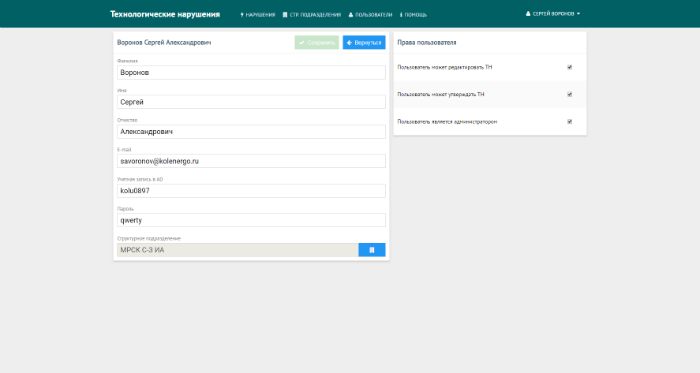 Технологические нарушения
НАРУШЕНИЯ
СТР. ПОДРАЗДЕЛЕНИЯ
ПОЛЬЗОВАТЕЛИ
ПОМОЩЬ
СЕРГЕЙ ВОРОНОВ
Воронов Сергей Александрович
Сохранить
Вернуться
Фамилия
Воронов
Имя
Сергей
Отчество
Александрович
E-mail
savoronov@kolenergo.ru
Учетная запись в AD
kolu0897
Пароль
qwerty
Структурное подразделение
МРСК С-З ИА
Права пользователя
Пользователь может редактировать ТН
Пользователь может утверждать ТН
Пользователь является администратором